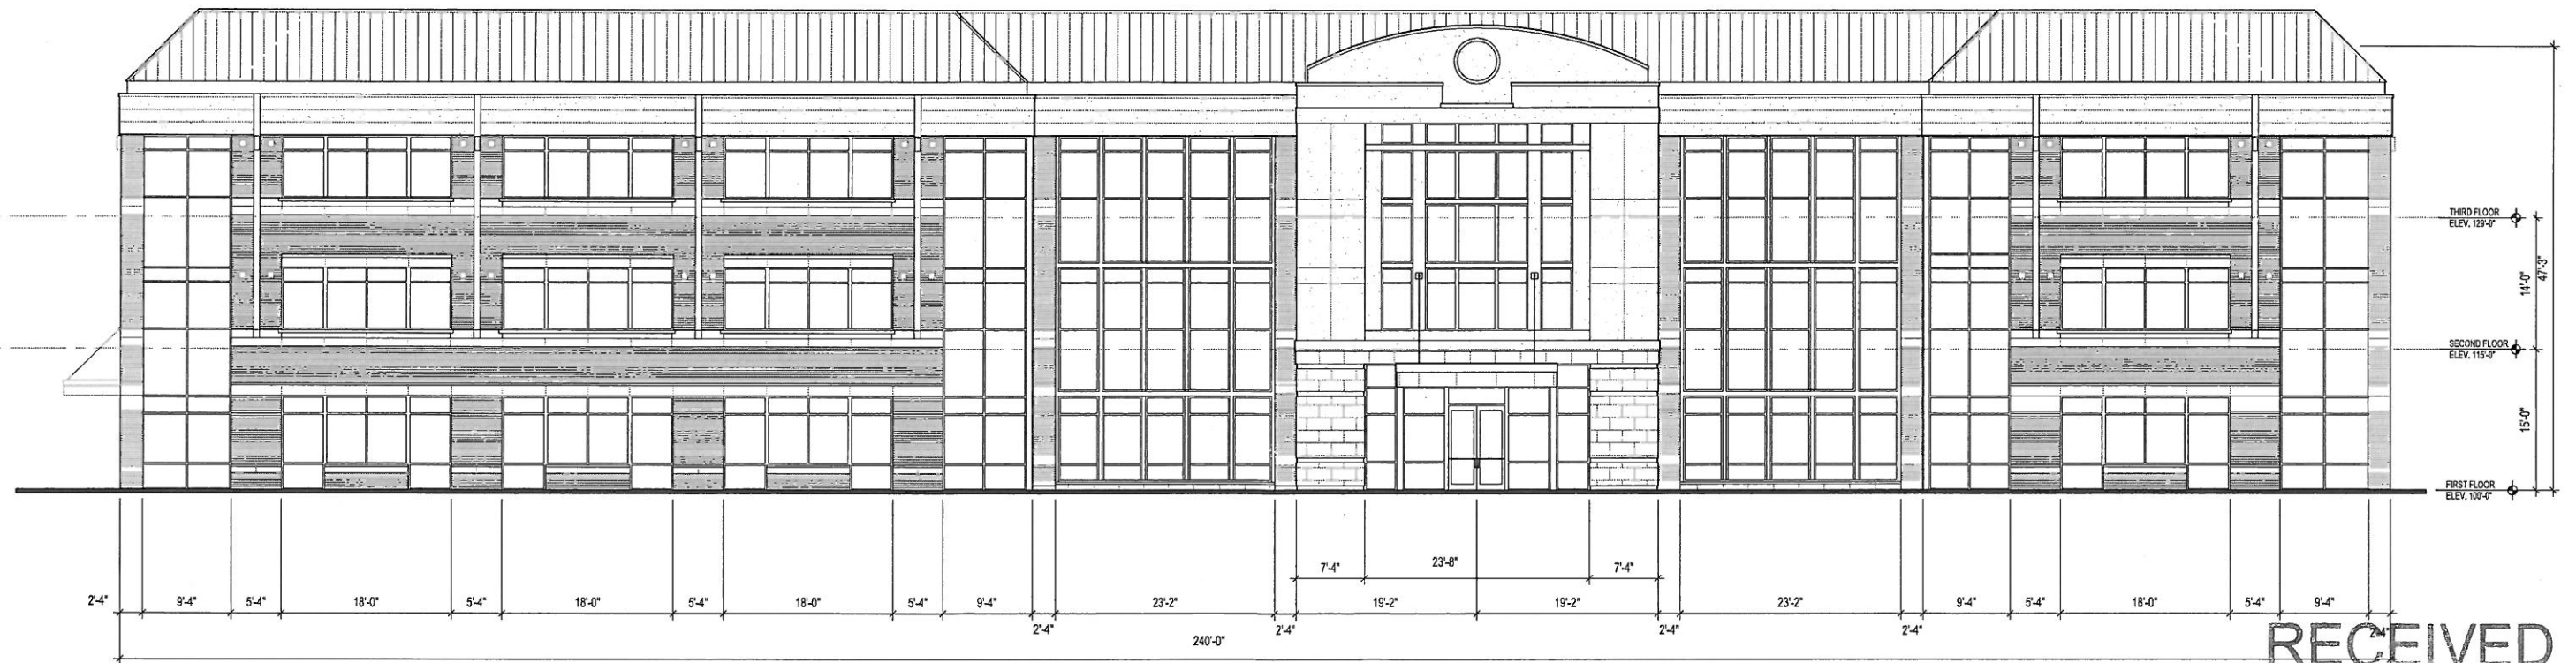 THIRD FLOOR
ELEV. 129'-0"
47'-3"
14'-0"
SECOND FLOOR
ELEV. 115'-0"
15'-0"
FIRST FLOOR
ELEV. 100'-0"
7'-4" 23'-8" 7'-4"
2'-4" 9'-4" 5'-4" 18'-0" 5'-4" 18'-0" 5'-4" 18'-0" 5'-4" 9'-4" 23'-2" 19'-2" 19'-2" 23'-2" 9'-4" 5'-4" 18'-0" 5'-4" 9'-4"
2'-4" 2'-4" 2'-4" 2'-4" 2'-4"
240'-0"
RECEIVED